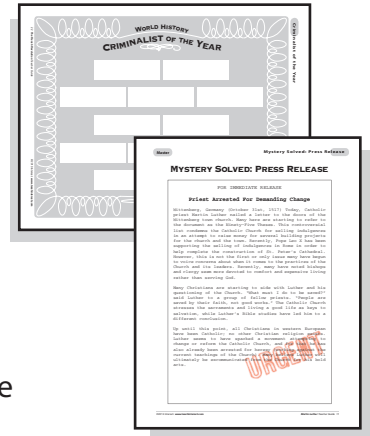 WORLD HISTORY
CRIMINALIST OF THE YEAR
Criminalist of the Year
Master
Mystery Solved: Press Release
MYSTERY SOLVED: PRESS RELEASE
FOR IMMEDIATE RELEASE
Priest Arrested For Demanding Change
Wittenberg, Germany (October 31st, 1517) Today, Catholic
priest Martin Luther nailed a letter to the doors of the
Wittenberg town church. Many here are starting to refer to
the document as the Ninety-Five Theses. This controversial
list condemns the Catholic Church for selling indulgences
in an attempt to raise money for several building projects
for the church and the town. Recently, Pope Leo X has been
supporting the selling of indulgences in Rome in order to
help complete the construction of St. Peter's Cathedral.
However, this is not the first or only issue many have begun
to voice concerns about when it comes to the practices of the
Church and its leaders. Recently, many have noted bishops
and clergy seem more devoted to comfort and expensive living
rather than serving God.
Many Christians are starting to side with Luther and his
questioning of the Church. "What must I do to be saved?"
said Luther to a group of fellow priests. "People are
saved by their faith, not good works." The Catholic Church
stresses the sacraments and living a good life as keys to
salvation, while Luther's Bible studies have led him to a
different conclusion.
Up until this point, all Christians in western European
have been Catholic; no other Christian religion
Luther seems to have sparked a movement
change or reform the Catholic Church, and
also already been arrested for
current teachings of the Church,
ultimately be excommunicated from the Church for his bold
acts.
URGENT
e